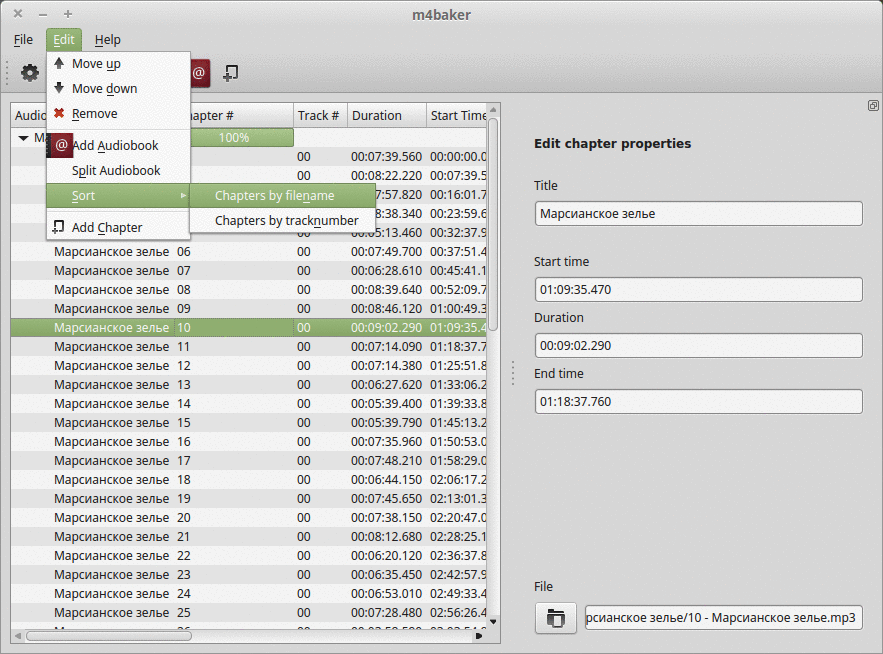 m4baker
File Edit Help
Move up
Move down
Remove
Add Audiobook
Split Audiobook
Sort
Add Chapter
Chapters by filename
Chapters by tracknumber
Track # Duration Start Time
100%
00 00:07:39.560 00:00:00.0
00 00:08:22.220 00:07:39.5
:57.820 00:16:01.7
:38.340 00:23:59.6
00 00:05:13.460 00:32:37.9
Марсианское зелье 06 00 00:07:49.700 00:37:51.4
Марсианское зелье 07 00 00:06:28.610 00:45:41.1
Марсианское зелье 08 00 00:08:39.640 00:52:09.7
Марсианское зелье 09 00 00:08:46.120 01:00:49.3
Марсианское зелье 10 00 00:09:02.290 01:09:35.4
Марсианское зелье 11 00 00:07:14.090 01:18:37.7
Марсианское зелье 12 00 00:07:14.380 01:25:51.8
Марсианское зелье 13 00 00:06:27.620 01:33:06.2
Марсианское зелье 14 00 00:05:39.400 01:39:33.8
Марсианское зелье 15 00 00:05:39.790 01:45:13.2
Марсианское зелье 16 00 00:07:35.960 01:50:53.0
Марсианское зелье 17 00 00:07:48.210 01:58:29.0
Марсианское зелье 18 00 00:06:44.150 02:06:17.2
Марсианское зелье 19 00 00:07:45.650 02:13:01.3
Марсианское зелье 20 00 00:07:38.150 02:20:47.0
Марсианское зелье 21 00 00:08:12.680 02:28:25.1
Марсианское зелье 22 00 00:06:20.120 02:36:37.8
Марсианское зелье 23 00 00:06:35.450 02:42:57.9
Марсианское зелье 24 00 00:06:53.010 02:49:33.4
Марсианское зелье 25 00 00:07:28.480 02:56:26.4
Edit chapter properties
Title
Марсианское зелье
Start time
01:09:35.470
Duration
00:09:02.290
End time
01:18:37.760
File
рсианское зелье/10 - Марсианское зелье.mp3